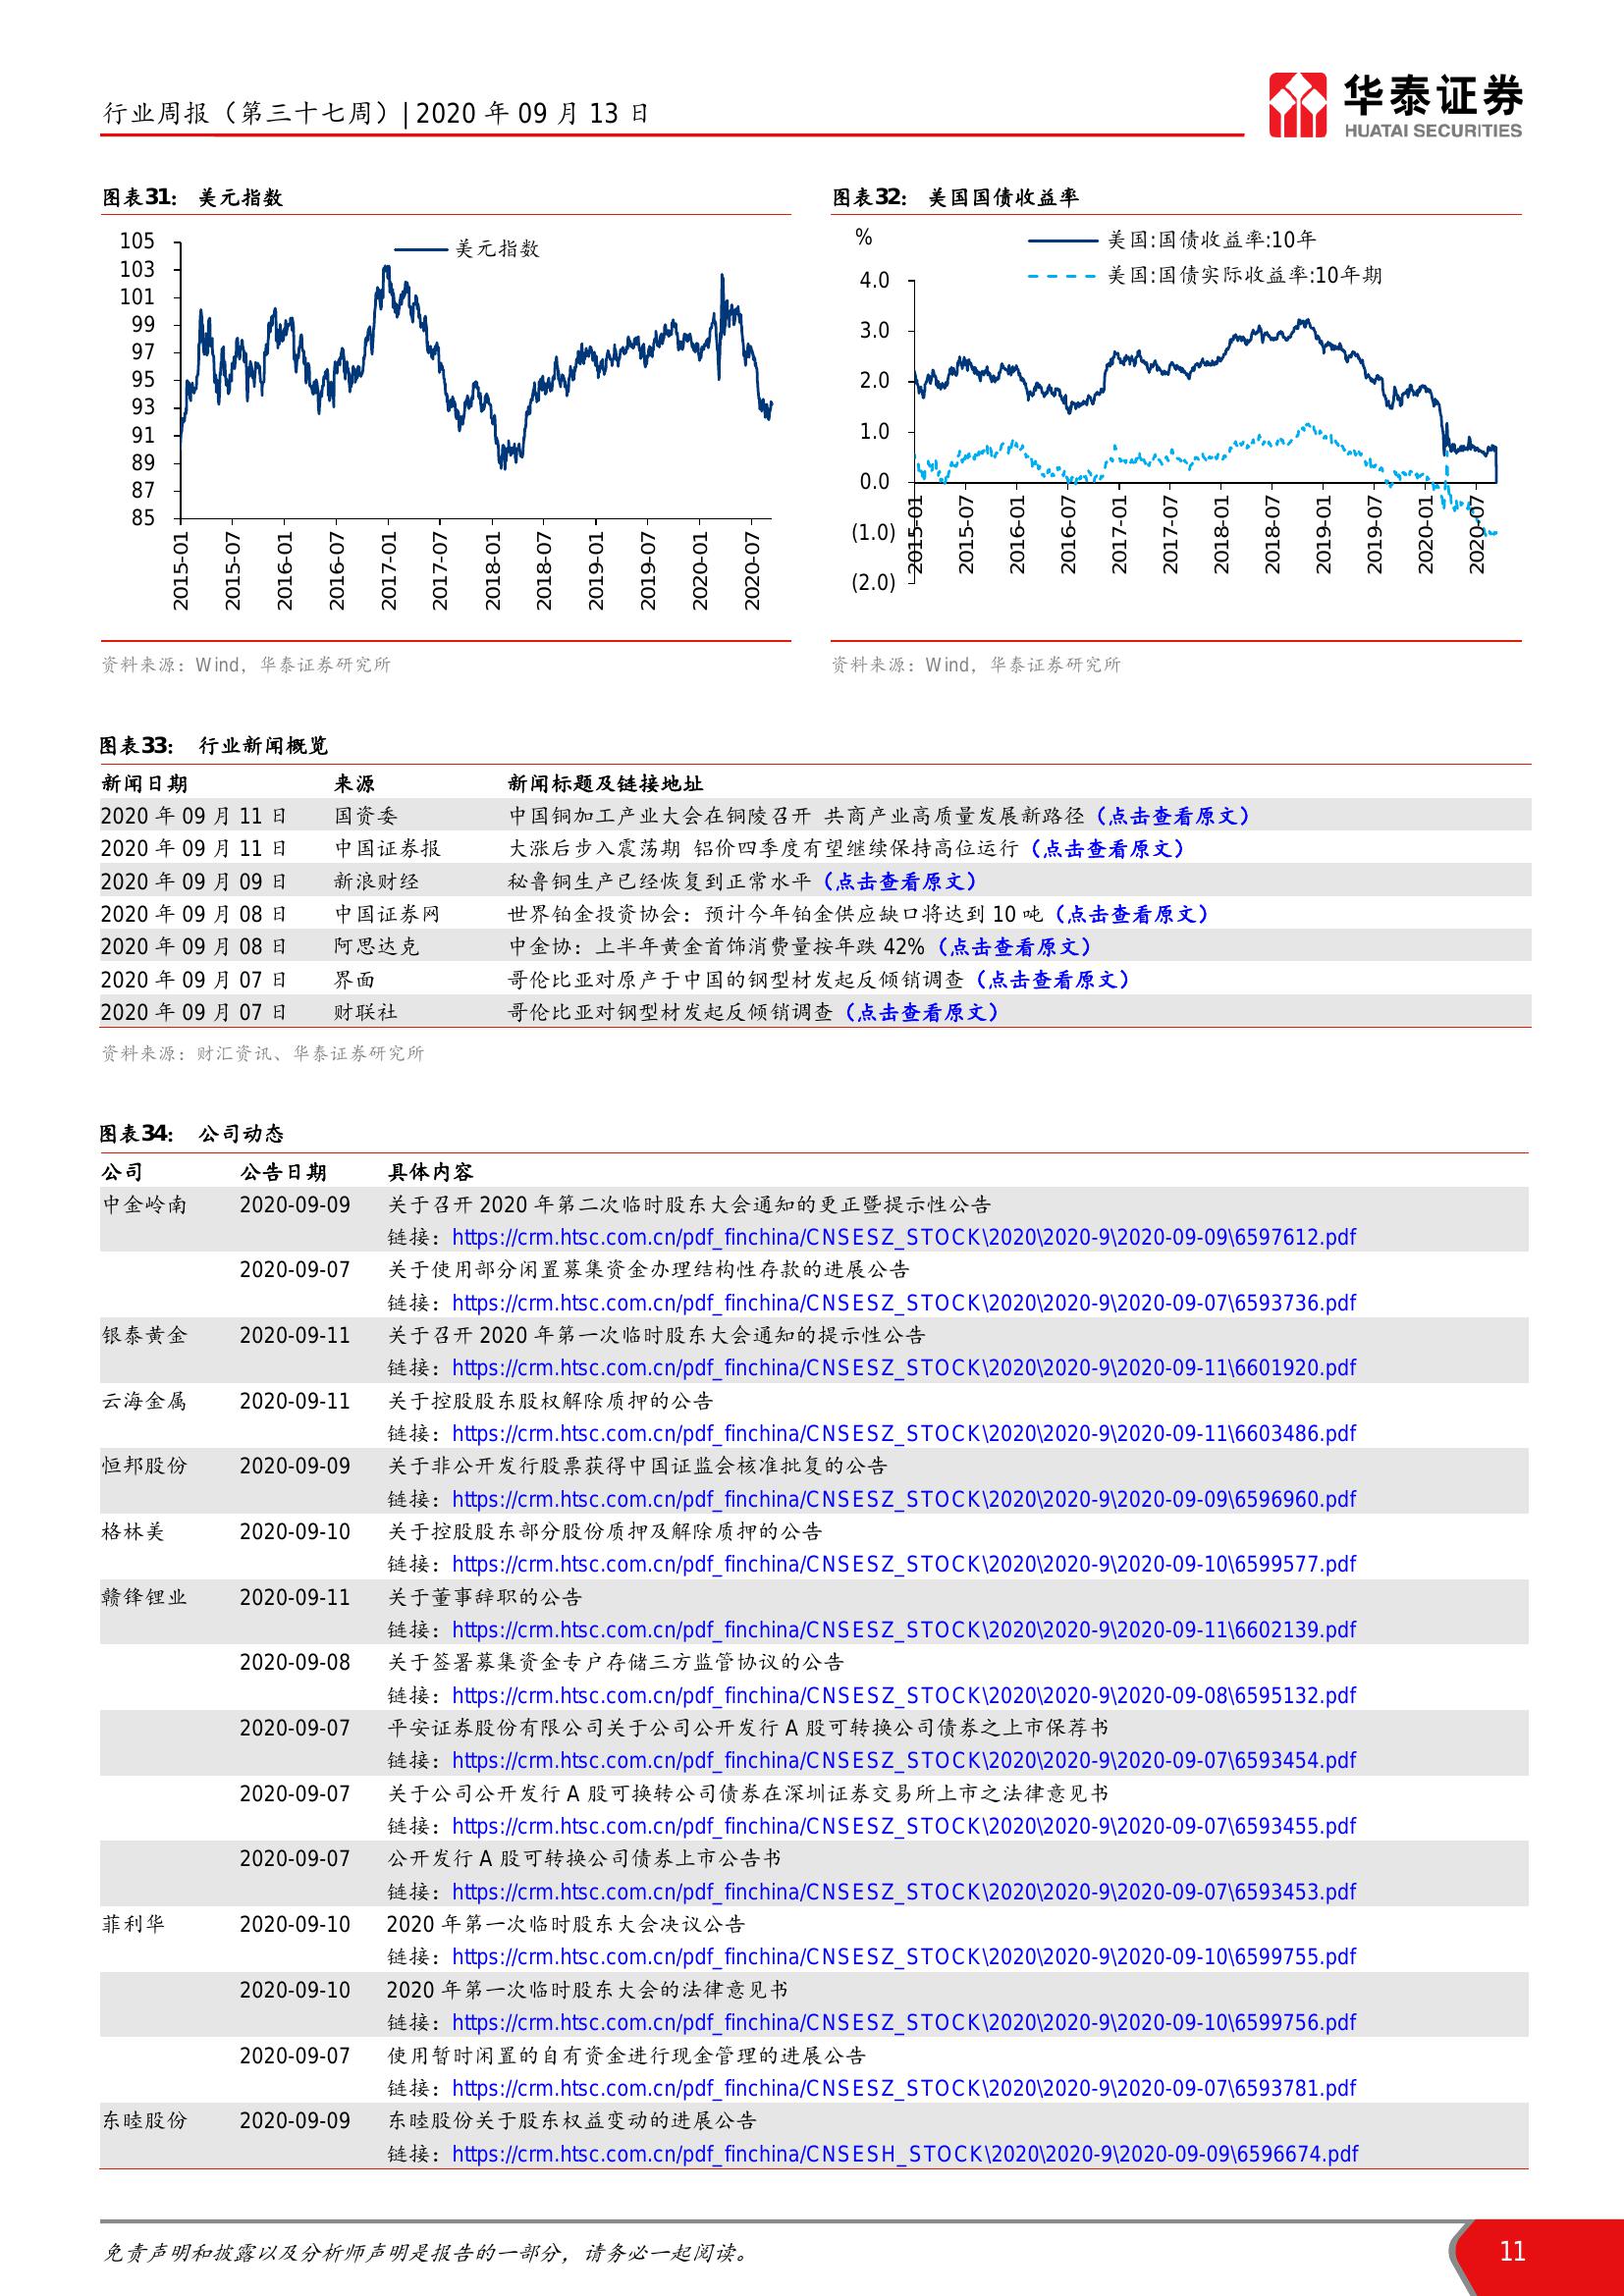 行业周报（第三十七周）| 2020 年 09 月 13 日
华泰证券
HUATAI SECURITIES
图表31： 美元指数
美元指数
105
103
101
99
97
95
93
91
89
87
85
2015-01
2015-07
2016-01
2016-07
2017-01
2017-07
2018-01
2018-07
2019-01
2019-07
2020-01
2020-07
资料来源：Wind，华泰证券研究所
图表32： 美国国债收益率
%
美国:国债收益率:10年
美国:国债实际收益率:10年期
4.0
3.0
2.0
1.0
0.0
(1.0)
(2.0)
2015-01
2015-07
2016-01
2016-07
2017-01
2017-07
2018-01
2018-07
2019-01
2019-07
2020-01
2020-07
资料来源：Wind，华泰证券研究所
图表33： 行业新闻概览
新闻日期 来源 新闻标题及链接地址
2020 年 09 月 11 日 国资委 中国铜加工产业大会在铜陵召开 共商产业高质量发展新路径（点击查看原文）
2020 年 09 月 11 日 中国证券报 大涨后步入震荡期 铝价四季度有望继续保持高位运行（点击查看原文）
2020 年 09 月 09 日 新浪财经 秘鲁铜生产已经恢复到正常水平（点击查看原文）
2020 年 09 月 08 日 中国证券网 世界铂金投资协会：预计今年铂金供应缺口将达到 10 吨（点击查看原文）
2020 年 09 月 08 日 阿思达克 中金协：上半年黄金首饰消费量按年跌 42%（点击查看原文）
2020 年 09 月 07 日 界面 哥伦比亚对原产于中国的钢型材发起反倾销调查（点击查看原文）
2020 年 09 月 07 日 财联社 哥伦比亚对钢型材发起反倾销调查（点击查看原文）
资料来源：财汇资讯、华泰证券研究所
图表34： 公司动态
公司 公告日期 具体内容
中金岭南 2020-09-09 关于召开 2020 年第二次临时股东大会通知的更正暨提示性公告
链接：https://crm.htsc.com.cn/pdf_finchina/CNSESZ_STOCK\2020\2020-9\2020-09-09\6597612.pdf
2020-09-07 关于使用部分闲置募集资金办理结构性存款的进展公告
链接：https://crm.htsc.com.cn/pdf_finchina/CNSESZ_STOCK\2020\2020-9\2020-09-07\6593736.pdf
银泰黄金 2020-09-11 关于召开 2020 年第一次临时股东大会通知的提示性公告
链接：https://crm.htsc.com.cn/pdf_finchina/CNSESZ_STOCK\2020\2020-9\2020-09-11\6601920.pdf
云海金属 2020-09-11 关于控股股东股权解除质押的公告
链接：https://crm.htsc.com.cn/pdf_finchina/CNSESZ_STOCK\2020\2020-9\2020-09-11\6603486.pdf
恒邦股份 2020-09-09 关于非公开发行股票获得中国证监会核准批复的公告
链接：https://crm.htsc.com.cn/pdf_finchina/CNSESZ_STOCK\2020\2020-9\2020-09-09\6596960.pdf
格林美 2020-09-10 关于控股股东部分股份质押及解除质押的公告
链接：https://crm.htsc.com.cn/pdf_finchina/CNSESZ_STOCK\2020\2020-9\2020-09-10\6599577.pdf
赣锋锂业 2020-09-11 关于董事辞职的公告
链接：https://crm.htsc.com.cn/pdf_finchina/CNSESZ_STOCK\2020\2020-9\2020-09-11\6602139.pdf
2020-09-08 关于签署募集资金专户存储三方监管协议的公告
链接：https://crm.htsc.com.cn/pdf_finchina/CNSESZ_STOCK\2020\2020-9\2020-09-08\6595132.pdf
2020-09-07 平安证券股份有限公司关于公司公开发行 A 股可转换公司债券之上市保荐书
链接：https://crm.htsc.com.cn/pdf_finchina/CNSESZ_STOCK\2020\2020-9\2020-09-07\6593454.pdf
2020-09-07 关于公司公开发行 A 股可换转公司债券在深圳证券交易所上市之法律意见书
链接：https://crm.htsc.com.cn/pdf_finchina/CNSESZ_STOCK\2020\2020-9\2020-09-07\6593455.pdf
2020-09-07 公开发行 A 股可转换公司债券上市公告书
链接：https://crm.htsc.com.cn/pdf_finchina/CNSESZ_STOCK\2020\2020-9\2020-09-07\6593453.pdf
菲利华 2020-09-10 2020 年第一次临时股东大会决议公告
链接：https://crm.htsc.com.cn/pdf_finchina/CNSESZ_STOCK\2020\2020-9\2020-09-10\6599755.pdf
2020-09-10 2020 年第一次临时股东大会的法律意见书
链接：https://crm.htsc.com.cn/pdf_finchina/CNSESZ_STOCK\2020\2020-9\2020-09-10\6599756.pdf
2020-09-07 使用暂时闲置的自有资金进行现金管理的进展公告
链接：https://crm.htsc.com.cn/pdf_finchina/CNSESZ_STOCK\2020\2020-9\2020-09-07\6593781.pdf
东睦股份 2020-09-09 东睦股份关于股东权益变动的进展公告
链接：https://crm.htsc.com.cn/pdf_finchina/CNSESH_STOCK\2020\2020-9\2020-09-09\6596674.pdf
免责声明和披露以及分析师声明是报告的一部分，请务必一起阅读。
11